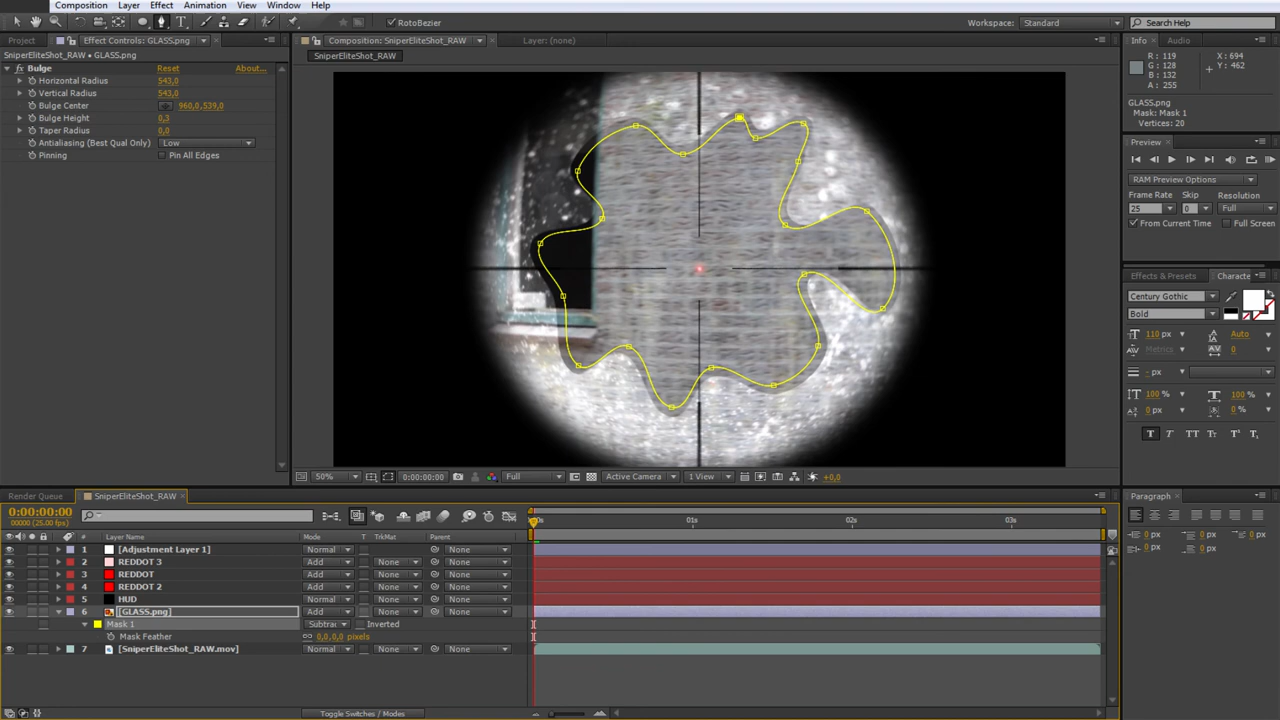 Composition Layer Effect Animation View Window Help
RotoBezier
Workspace: Standard
Search Help
Project
Effect Controls: GLASS.png
Composition: SniperEliteShot_RAW
Layer: (none)
Info
Audio
SniperEliteShot_RAW • GLASS.png
SniperEliteShot_RAW
Bulge Reset About...
Horizontal Radius 543,0
Vertical Radius 543,0
Bulge Center 960,0,539,0
Bulge Height 0,3
Taper Radius 0,0
Antialiasing (Best Qual Only) Low
Pinning Pin All Edges
R: 119
G: 128
B: 132
A: 255
X: 694
Y: 462
GLASS.png
Mask: Mask 1
Vertices: 20
Preview
RAM Preview Options
Frame Rate Skip Resolution
25 0 Full
From Current Time Full Screen
Effects & Presets Characte
Century Gothic
Bold
110 px Auto
Metrics 0
- px
100 % 100 %
0 px 0 %
T T TT Tт T¹ T₁
50% 0:00:00:00 Full Active Camera 1 View +0,0
Render Queue
SniperEliteShot_RAW
0:00:00:00
00000 (25.00 fps)
:00s 01s 02s 03s
# Layer Name Mode T TrkMat Parent
1 [Adjustment Layer 1] Normal None
2 REDDOT 3 Add None None
3 REDDOT Add None None
4 REDDOT 2 Add None None
5 HUD Normal None None
6 [GLASS.png] Add None None
Mask 1 Subtrac Inverted
Mask Feather 0,0,0,0 pixels
7 [SniperEliteShot_RAW.mov] Normal None None
Toggle Switches / Modes
Paragraph
0 px 0 px 0 px
0 px 0 px